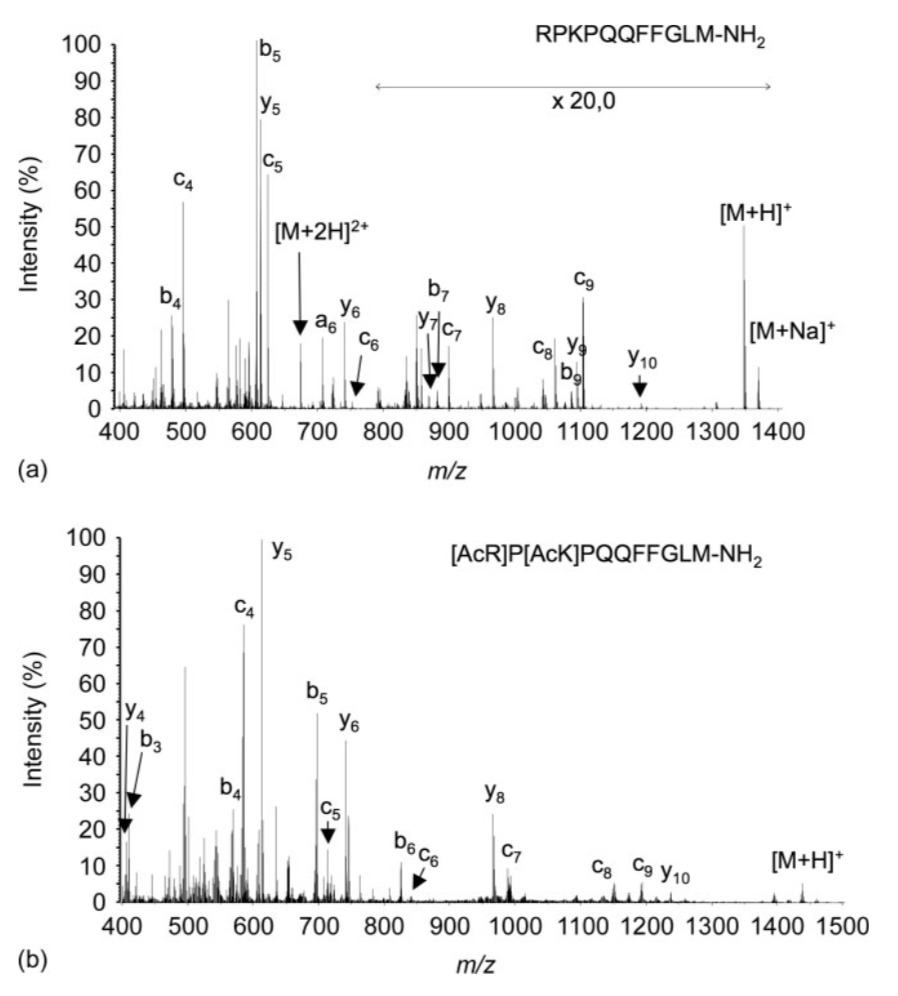 RPKPQQFFGLM-NH₂
x 20,0
Intensity (%)
100
90
80
70
60
50
40
30
20
10
0
b₅
y₅
c₅
c₄
[M+2H]²⁺
b₄
a₆
y₆
c₆
y₇
b₇
c₇
y₈
c₈
b₉
y₉
c₉
y₁₀
[M+H]⁺
[M+Na]⁺
400 500 600 700 800 900 1000 1100 1200 1300 1400
m/z
(a)
[AcR]P[AcK]PQQFFGLM-NH₂
Intensity (%)
100
90
80
70
60
50
40
30
20
10
0
y₄
b₃
b₄
c₄
y₅
b₅
c₅
y₆
b₆
c₆
y₈
c₇
c₈
c₉
y₁₀
[M+H]⁺
400 500 600 700 800 900 1000 1100 1200 1300 1400 1500
m/z
(b)